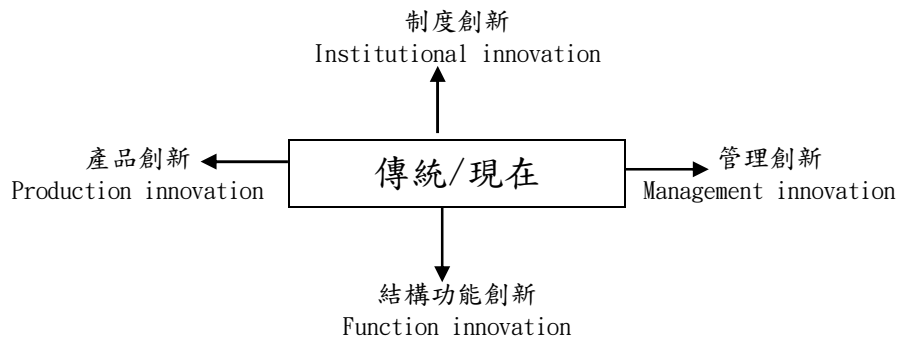 制度創新
Institutional innovation
產品創新
Production innovation
傳統/現在
管理創新
Management innovation
結構功能創新
Function innovation